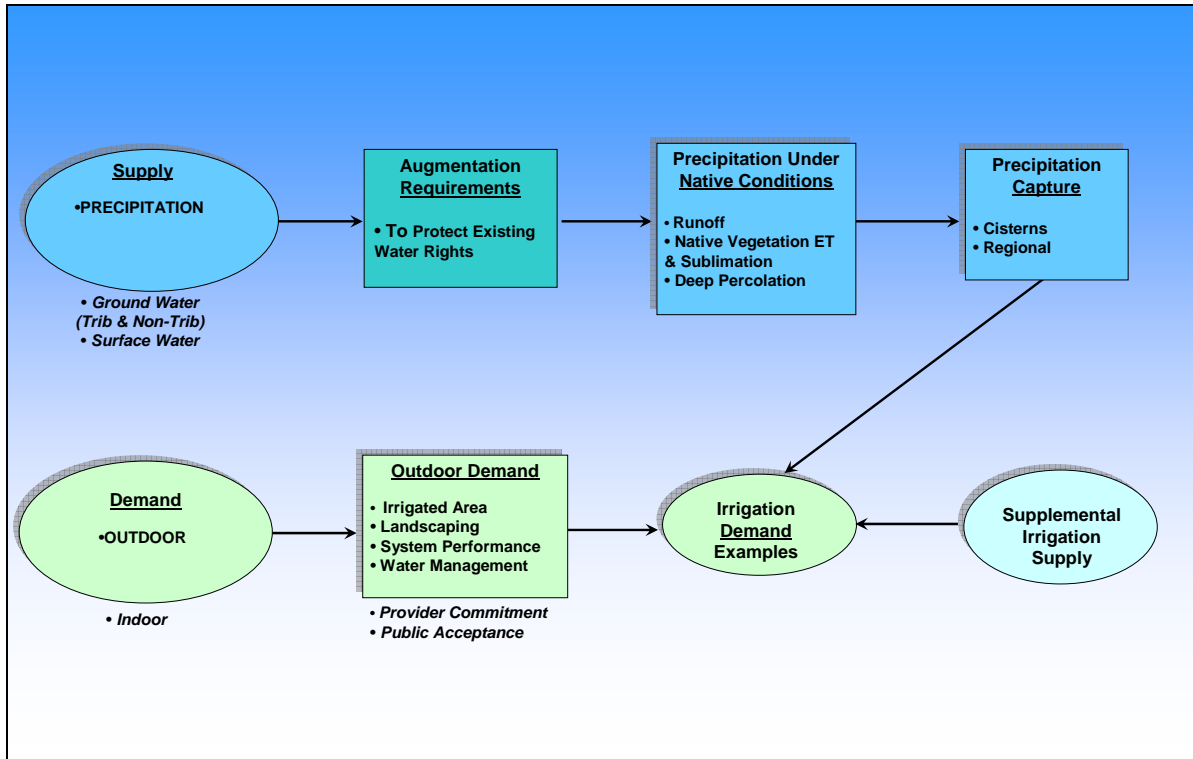 Supply
•PRECIPITATION
• Ground Water
(Trib & Non-Trib)
• Surface Water
Augmentation
Requirements
• To Protect Existing
Water Rights
Precipitation Under
Native Conditions
• Runoff
• Native Vegetation ET
& Sublimation
• Deep Percolation
Precipitation
Capture
• Cisterns
• Regional
Demand
•OUTDOOR
• Indoor
Outdoor Demand
• Irrigated Area
• Landscaping
• System Performance
• Water Management
• Provider Commitment
• Public Acceptance
Irrigation
Demand
Examples
Supplemental
Irrigation
Supply